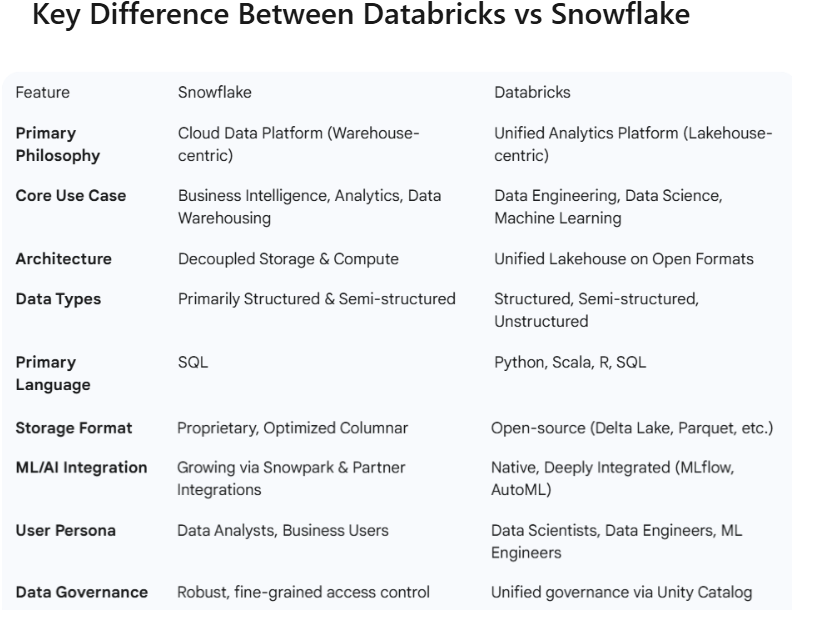 Key Difference Between Databricks vs Snowflake
Feature Snowflake Databricks
Primary Cloud Data Platform (Warehouse- Unified Analytics Platform (Lakehouse-
Philosophy centric) centric)
Core Use Case Business Intelligence, Analytics, Data Data Engineering, Data Science,
Warehousing Machine Learning
Architecture Decoupled Storage & Compute Unified Lakehouse on Open Formats
Data Types Primarily Structured & Semi-structured Structured, Semi-structured,
Unstructured
Primary SQL Python, Scala, R, SQL
Language
Storage Format Proprietary, Optimized Columnar Open-source (Delta Lake, Parquet, etc.)
ML/AI Integration Growing via Snowpark & Partner Native, Deeply Integrated (MLflow,
Integrations AutoML)
User Persona Data Analysts, Business Users Data Scientists, Data Engineers, ML
Engineers
Data Governance Robust, fine-grained access control Unified governance via Unity Catalog